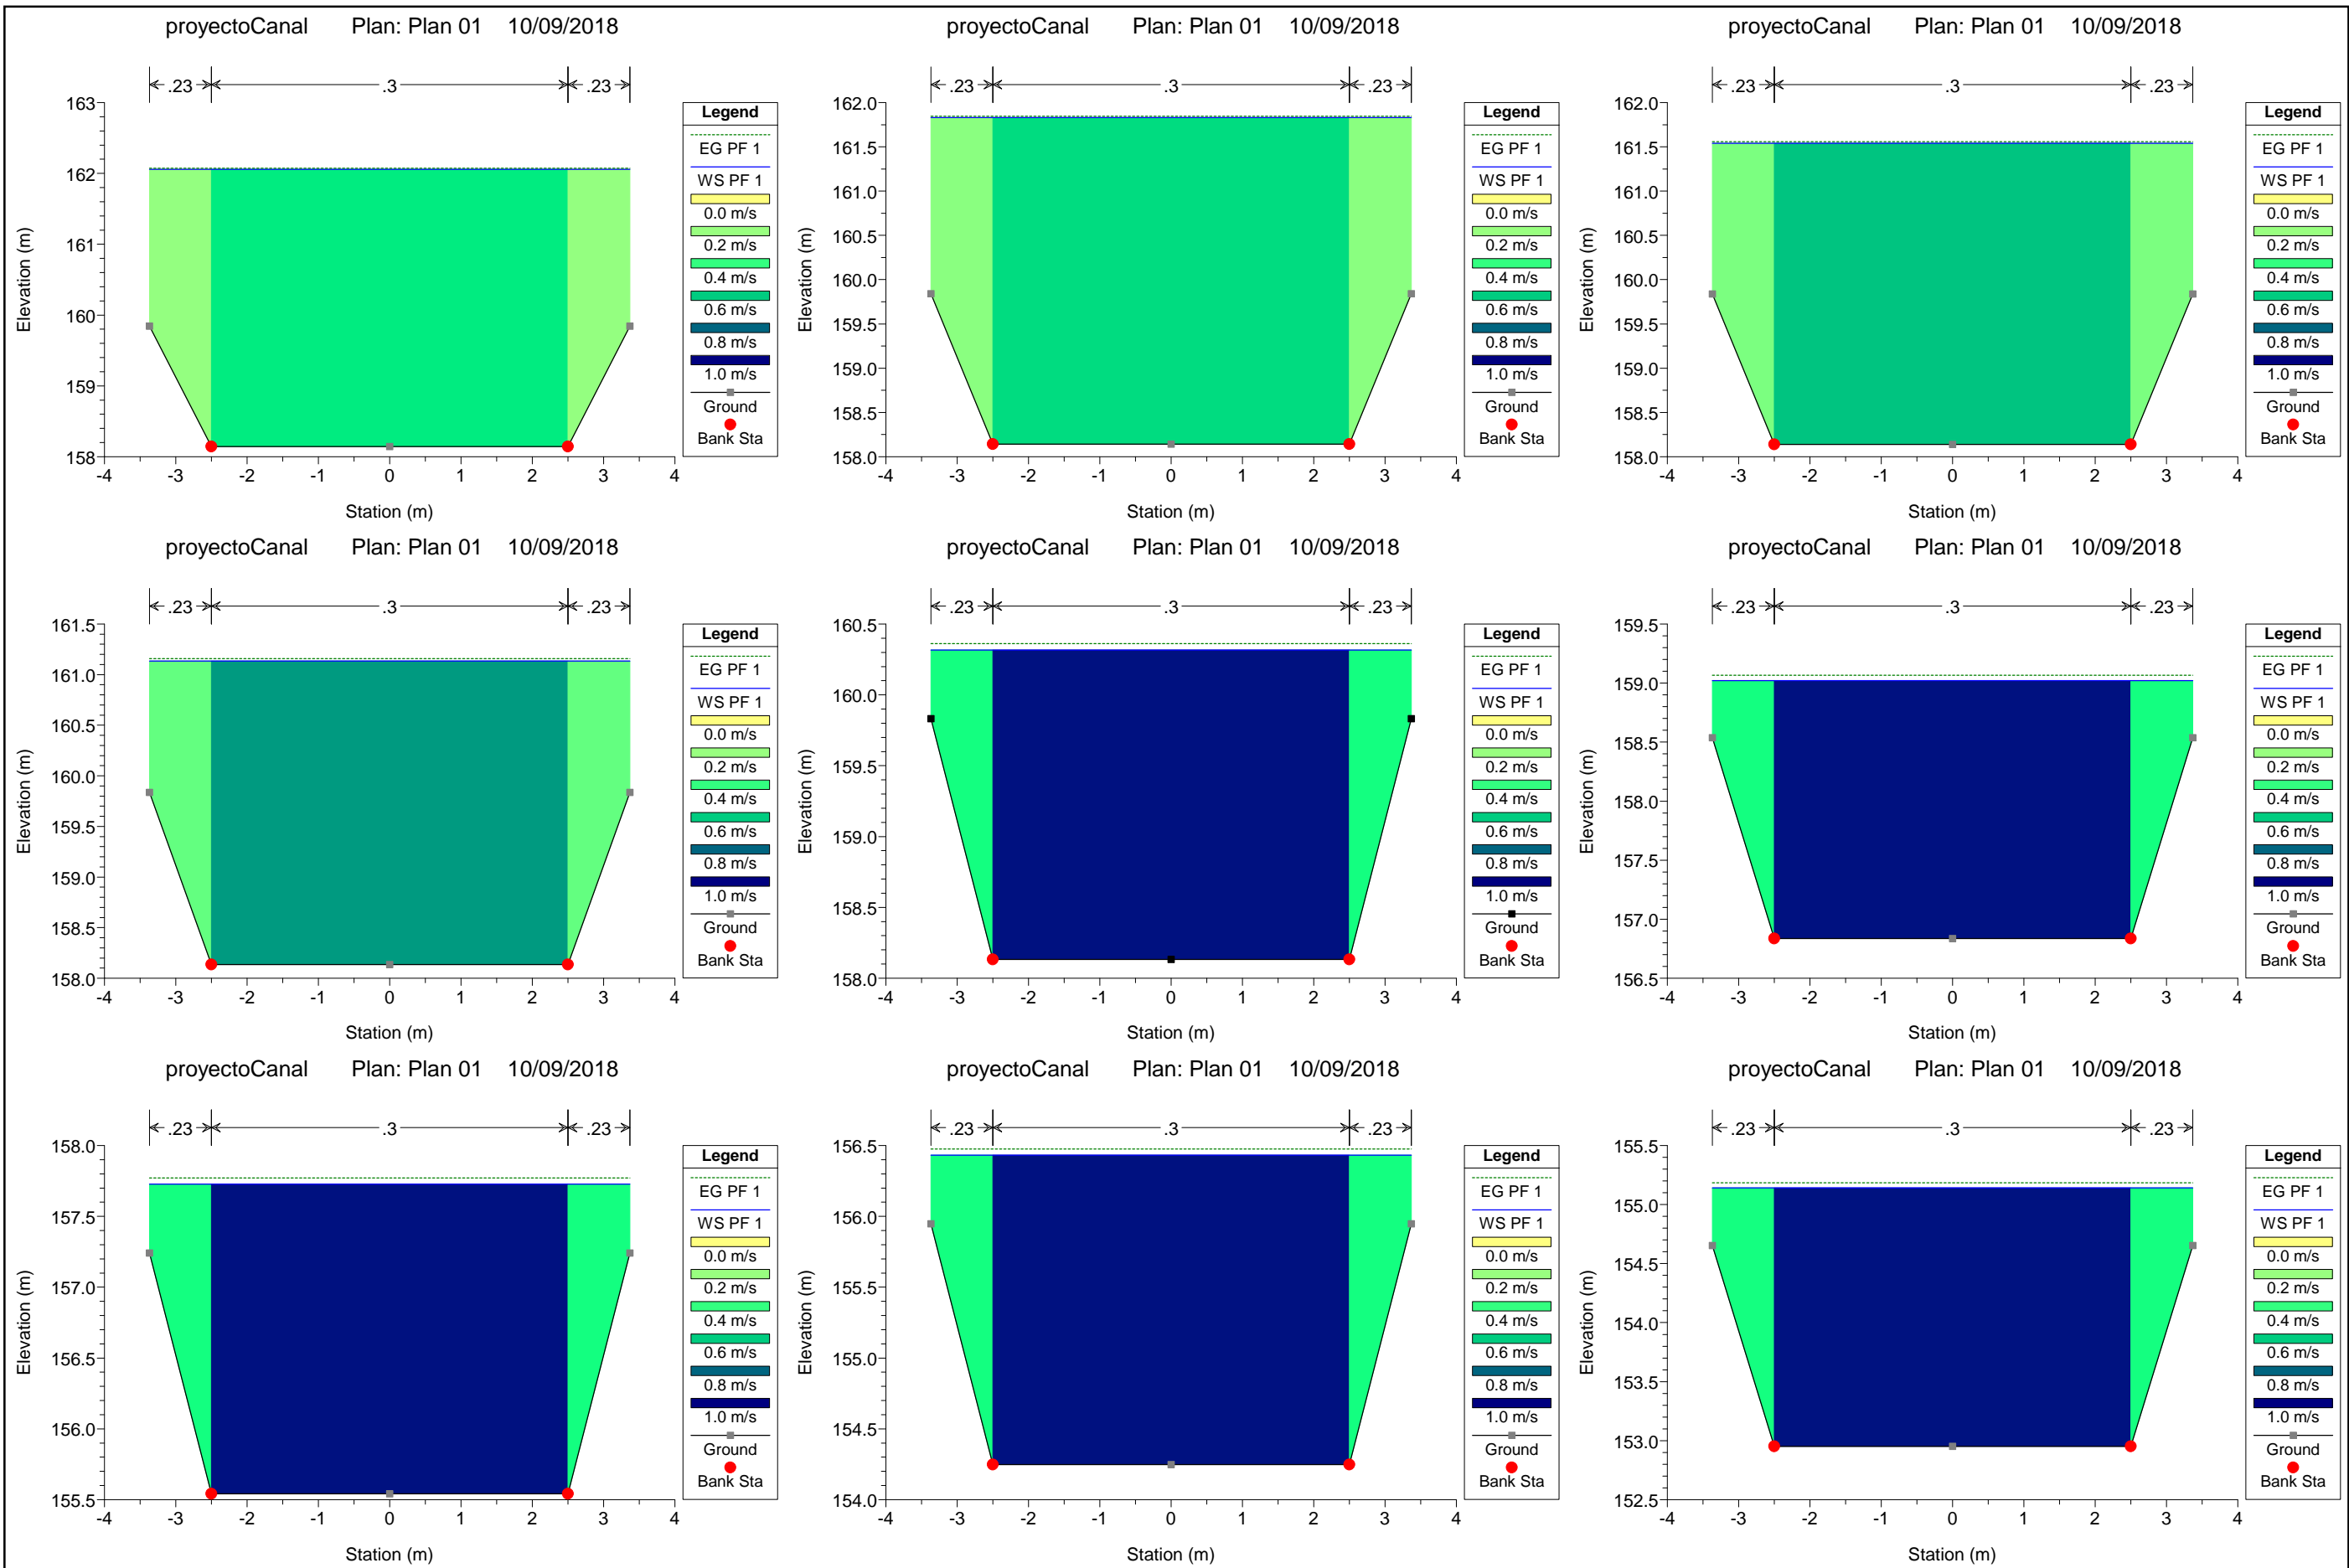 proyectoCanal Plan: Plan 01 10/09/2018
.23 .3 .23
Elevation (m)
163
162
161
160
159
158
-4 -3 -2 -1 0 1 2 3 4
Station (m)
Legend
EG PF 1
WS PF 1
0.0 m/s
0.2 m/s
0.4 m/s
0.6 m/s
0.8 m/s
1.0 m/s
Ground
Bank Sta
proyectoCanal Plan: Plan 01 10/09/2018
.23 .3 .23
Elevation (m)
162.0
161.5
161.0
160.5
160.0
159.5
159.0
158.5
158.0
-4 -3 -2 -1 0 1 2 3 4
Station (m)
Legend
EG PF 1
WS PF 1
0.0 m/s
0.2 m/s
0.4 m/s
0.6 m/s
0.8 m/s
1.0 m/s
Ground
Bank Sta
proyectoCanal Plan: Plan 01 10/09/2018
.23 .3 .23
Elevation (m)
162.0
161.5
161.0
160.5
160.0
159.5
159.0
158.5
158.0
-4 -3 -2 -1 0 1 2 3 4
Station (m)
Legend
EG PF 1
WS PF 1
0.0 m/s
0.2 m/s
0.4 m/s
0.6 m/s
0.8 m/s
1.0 m/s
Ground
Bank Sta
proyectoCanal Plan: Plan 01 10/09/2018
.23 .3 .23
Elevation (m)
161.5
161.0
160.5
160.0
159.5
159.0
158.5
158.0
-4 -3 -2 -1 0 1 2 3 4
Station (m)
Legend
EG PF 1
WS PF 1
0.0 m/s
0.2 m/s
0.4 m/s
0.6 m/s
0.8 m/s
1.0 m/s
Ground
Bank Sta
proyectoCanal Plan: Plan 01 10/09/2018
.23 .3 .23
Elevation (m)
160.5
160.0
159.5
159.0
158.5
158.0
-4 -3 -2 -1 0 1 2 3 4
Station (m)
Legend
EG PF 1
WS PF 1
0.0 m/s
0.2 m/s
0.4 m/s
0.6 m/s
0.8 m/s
1.0 m/s
Ground
Bank Sta
proyectoCanal Plan: Plan 01 10/09/2018
.23 .3 .23
Elevation (m)
159.5
159.0
158.5
158.0
157.5
157.0
156.5
-4 -3 -2 -1 0 1 2 3 4
Station (m)
Legend
EG PF 1
WS PF 1
0.0 m/s
0.2 m/s
0.4 m/s
0.6 m/s
0.8 m/s
1.0 m/s
Ground
Bank Sta
proyectoCanal Plan: Plan 01 10/09/2018
.23 .3 .23
Elevation (m)
158.0
157.5
157.0
156.5
156.0
155.5
-4 -3 -2 -1 0 1 2 3 4
Station (m)
Legend
EG PF 1
WS PF 1
0.0 m/s
0.2 m/s
0.4 m/s
0.6 m/s
0.8 m/s
1.0 m/s
Ground
Bank Sta
proyectoCanal Plan: Plan 01 10/09/2018
.23 .3 .23
Elevation (m)
156.5
156.0
155.5
155.0
154.5
154.0
-4 -3 -2 -1 0 1 2 3 4
Station (m)
Legend
EG PF 1
WS PF 1
0.0 m/s
0.2 m/s
0.4 m/s
0.6 m/s
0.8 m/s
1.0 m/s
Ground
Bank Sta
proyectoCanal Plan: Plan 01 10/09/2018
.23 .3 .23
Elevation (m)
155.5
155.0
154.5
154.0
153.5
153.0
152.5
-4 -3 -2 -1 0 1 2 3 4
Station (m)
Legend
EG PF 1
WS PF 1
0.0 m/s
0.2 m/s
0.4 m/s
0.6 m/s
0.8 m/s
1.0 m/s
Ground
Bank Sta